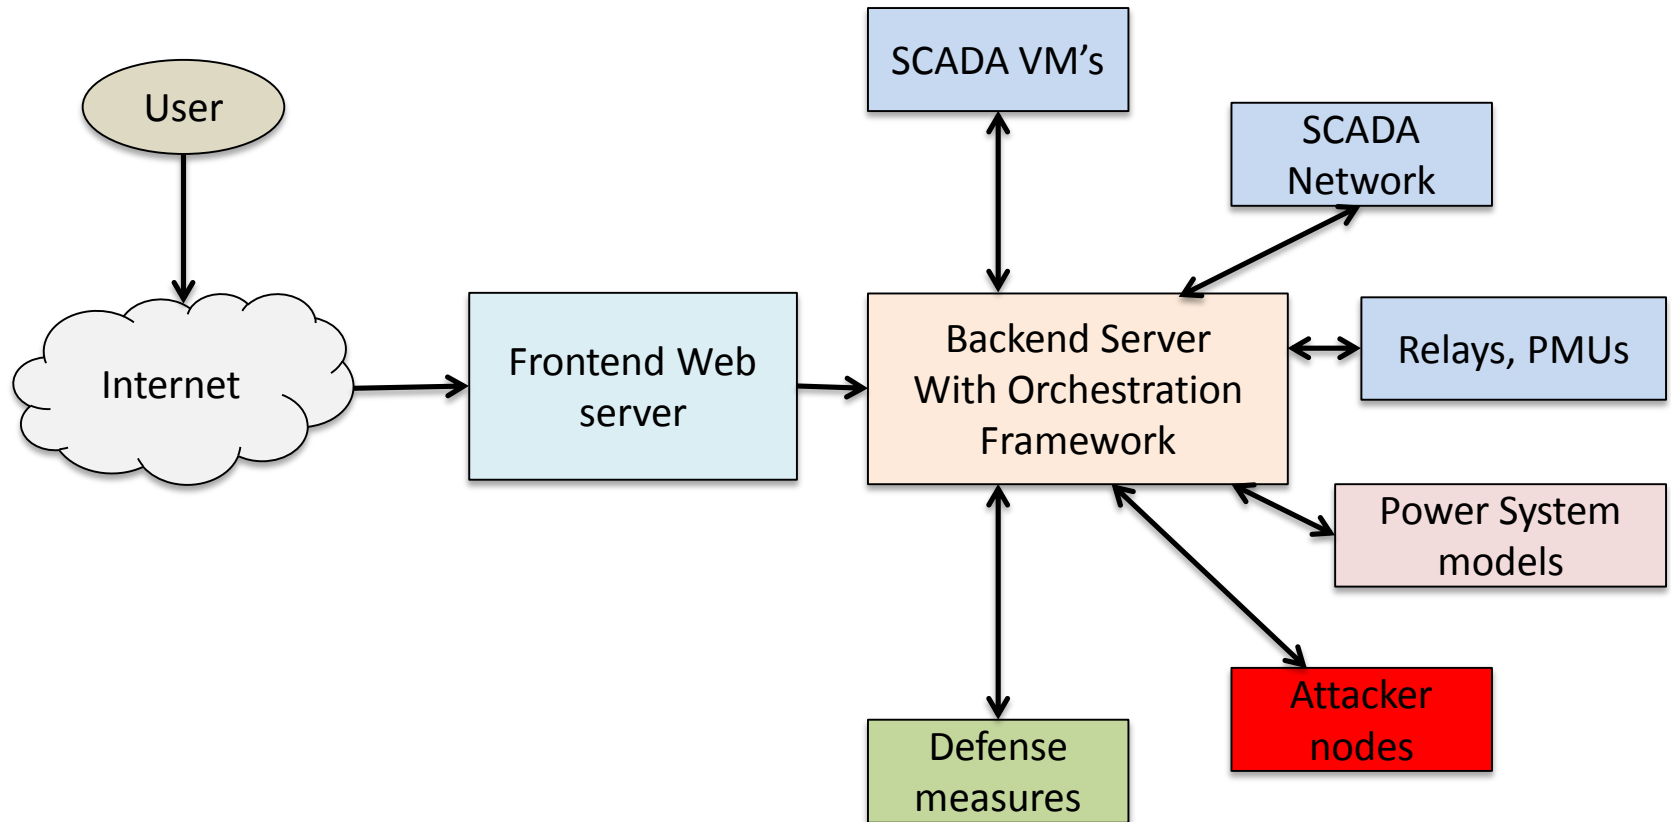 SCADA VM's
User
SCADA
Network
Internet
Frontend Web
server
Backend Server
With Orchestration
Framework
Relays, PMUs
Power System
models
Attacker
nodes
Defense
measures